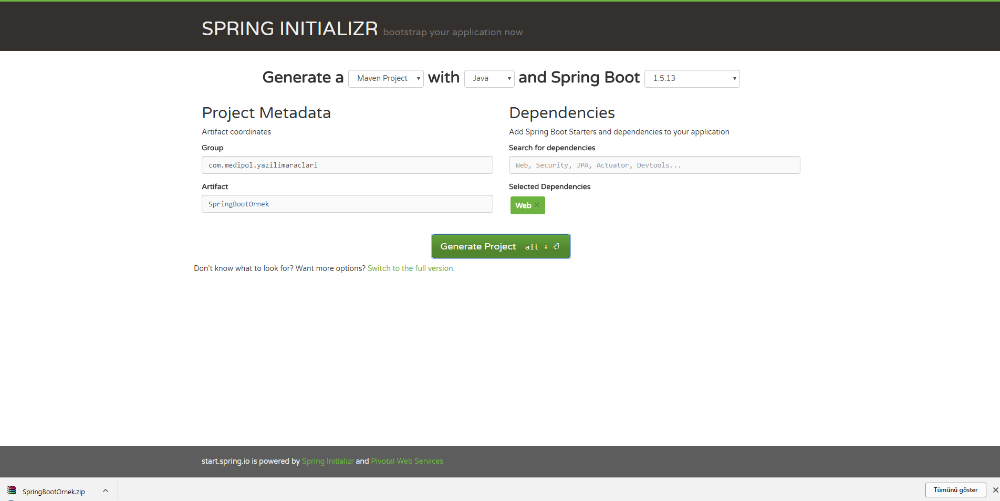 SPRING INITIALIZR bootstrap your application now
Generate a Maven Project with Java and Spring Boot 1.5.13
Project Metadata
Artifact coordinates
Group
com.medipol.yazilimaraclari
Artifact
SpringBootOrnek
Dependencies
Add Spring Boot Starters and dependencies to your application
Search for dependencies
Web, Security, JPA, Actuator, Devtools...
Selected Dependencies
Web ×
Generate Project alt + ⏎
Don't know what to look for? Want more options? Switch to the full version.
start.spring.io is powered by Spring Initializr and Pivotal Web Services
SpringBootOrnek.zip
Tümünü göster